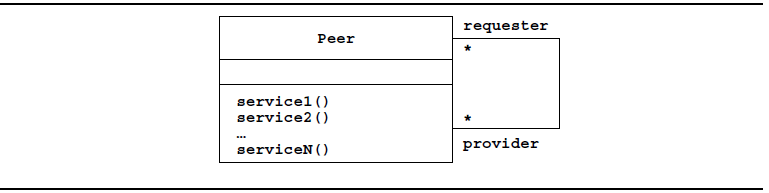 requester
Peer
*
service1()
service2()
*
…
provider
serviceN()